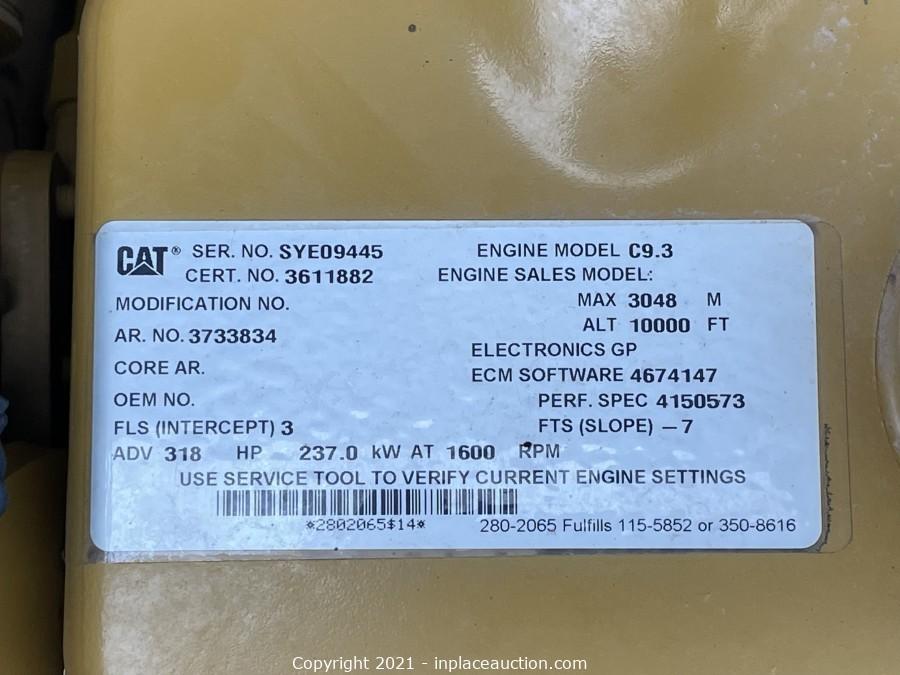 CAT® SER. NO. SYE09445 ENGINE MODEL C9.3
CERT. NO. 3611882 ENGINE SALES MODEL:
MODIFICATION NO. MAX 3048 M
ALT 10000 FT
AR. NO. 3733834
ELECTRONICS GP
CORE AR. ECM SOFTWARE 4674147
OEM NO. PERF. SPEC 4150573
FLS (INTERCEPT) 3 FTS (SLOPE) –7
ADV 318 HP 237.0 kW AT 1600 RPM
USE SERVICE TOOL TO VERIFY CURRENT ENGINE SETTINGS
*2802065$14* 280-2065 Fulfills 115-5852 or 350-8616
Copyright 2021 - inplaceauction.com